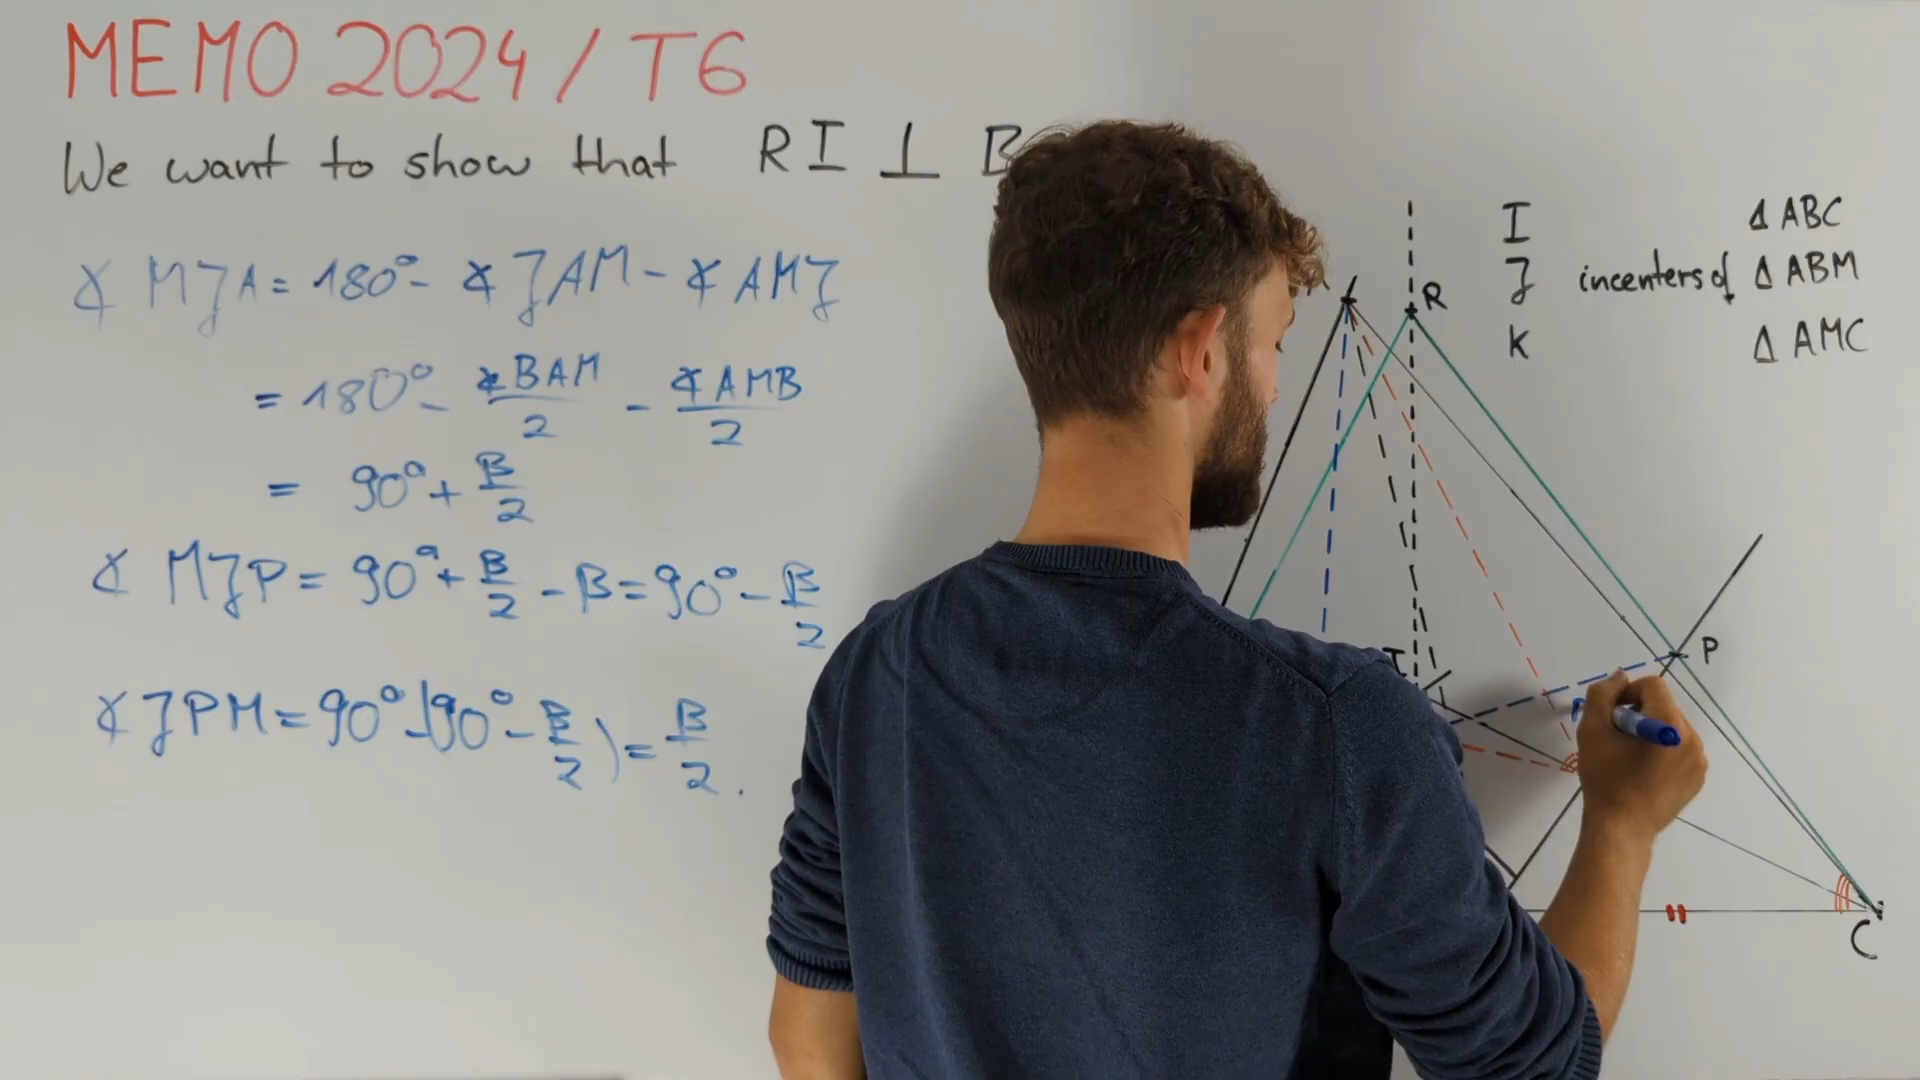 MEMO 2024 / T6
We want to show that RI ⊥ B
∢ MJA = 180° - ∢ JAM - ∢ AMJ
= 180° - ∢BAM/2 - ∢AMB/2
= 90° + β/2
∢ MJP = 90° + β/2 - β = 90° - β/2
∢ JPM = 90° - (90° - β/2) = β/2.
I Δ ABC
J incenters of Δ ABM
K Δ AMC
R
P
I
C